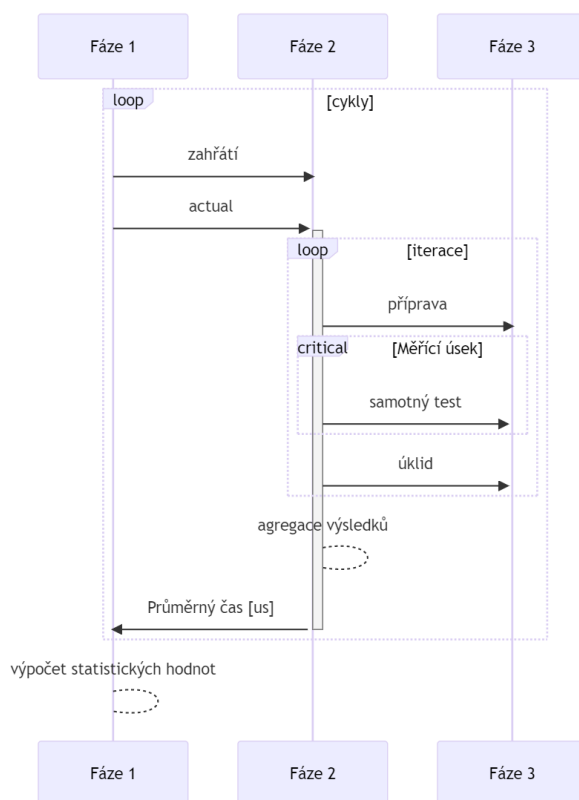 Fáze 1
Fáze 2
Fáze 3
loop
[cykly]
zahřátí
actual
loop
[iterace]
příprava
critical
[Měřící úsek]
samotný test
úklid
agregace výsledků
Průměrný čas [us]
výpočet statistických hodnot
Fáze 1
Fáze 2
Fáze 3